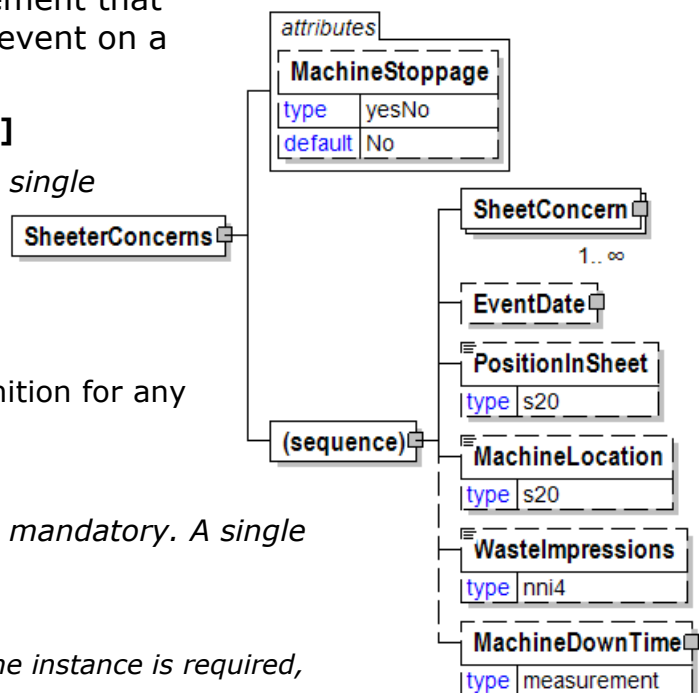 ement that
event on a
]
single
nition for any
mandatory. A single
ne instance is required,
attributes
MachineStoppage
type yesNo
default No
SheeterConcerns
(sequence)
SheetConcern
1.. ∞
EventDate
PositionInSheet
type s20
MachineLocation
type s20
WasteImpressions
type nni4
MachineDownTime
type measurement